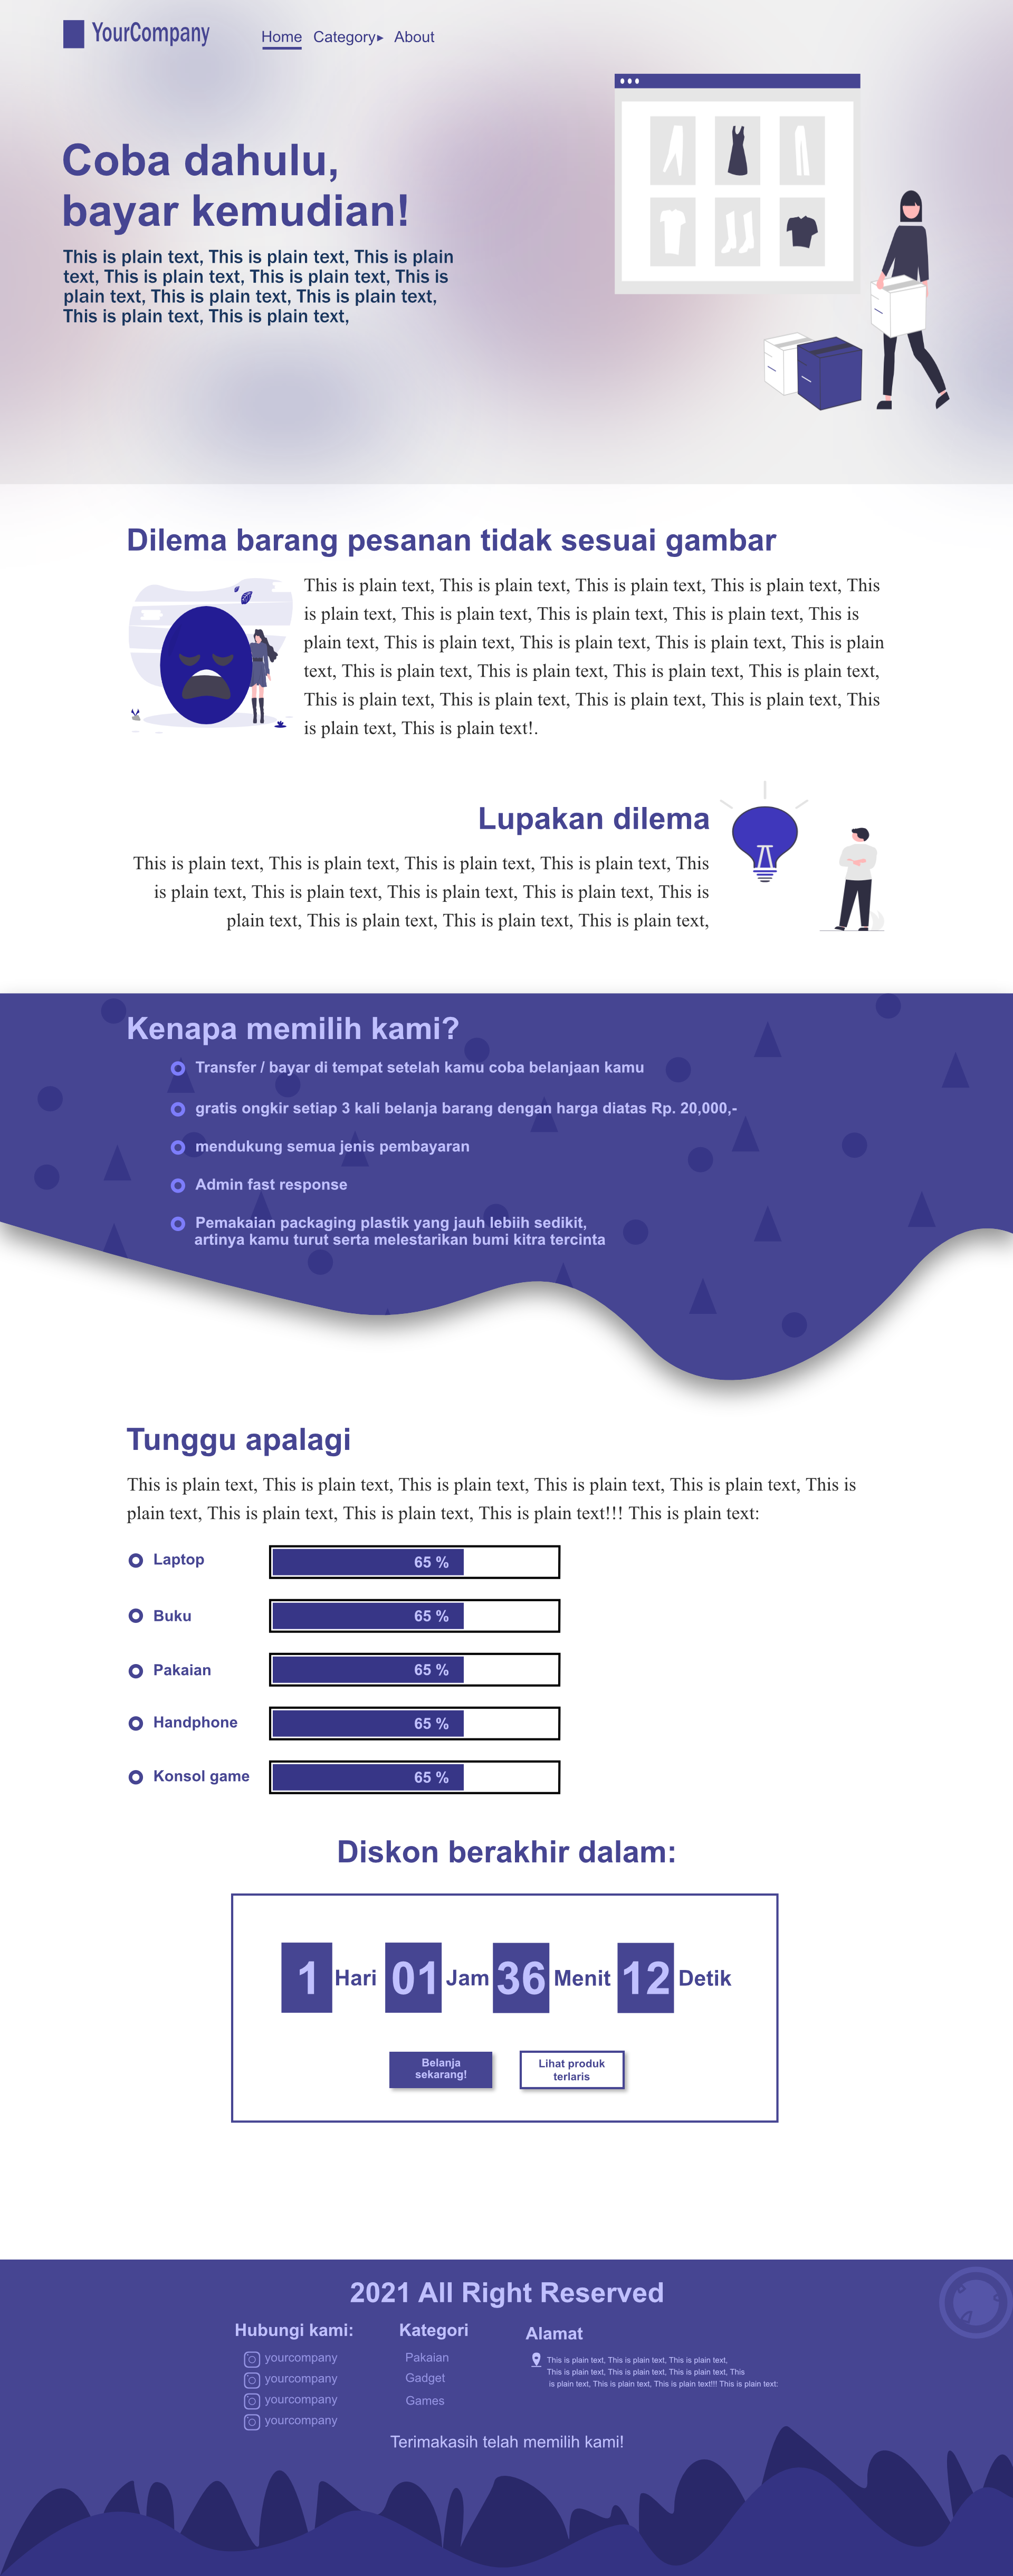 YourCompany
Home Category About
Coba dahulu,
bayar kemudian!
This is plain text, This is plain text, This is plain
text, This is plain text, This is plain text, This is
plain text, This is plain text, This is plain text,
This is plain text, This is plain text,
Dilema barang pesanan tidak sesuai gambar
This is plain text, This is plain text, This is plain text, This is plain text, This
is plain text, This is plain text, This is plain text, This is plain text, This is
plain text, This is plain text, This is plain text, This is plain text, This is plain
text, This is plain text, This is plain text, This is plain text, This is plain text,
This is plain text, This is plain text, This is plain text, This is plain text, This
is plain text, This is plain text!.
Lupakan dilema
This is plain text, This is plain text, This is plain text, This is plain text, This
is plain text, This is plain text, This is plain text, This is plain text, This is
plain text, This is plain text, This is plain text, This is plain text,
Kenapa memilih kami?
Transfer / bayar di tempat setelah kamu coba belanjaan kamu
gratis ongkir setiap 3 kali belanja barang dengan harga diatas Rp. 20,000,-
mendukung semua jenis pembayaran
Admin fast response
Pemakaian packaging plastik yang jauh lebiih sedikit,
artinya kamu turut serta melestarikan bumi kitra tercinta
Tunggu apalagi
This is plain text, This is plain text, This is plain text, This is plain text, This is plain text, This is
plain text, This is plain text, This is plain text, This is plain text!!! This is plain text:
Laptop 65 %
Buku 65 %
Pakaian 65 %
Handphone 65 %
Konsol game 65 %
Diskon berakhir dalam:
1 Hari 01 Jam 36 Menit 12 Detik
Belanja
sekarang!
Lihat produk
terlaris
2021 All Right Reserved
Hubungi kami:
yourcompany
yourcompany
yourcompany
yourcompany
Kategori
Pakaian
Gadget
Games
Alamat
This is plain text, This is plain text, This is plain text,
This is plain text, This is plain text, This is plain text, This
is plain text, This is plain text, This is plain text!!! This is plain text:
Terimakasih telah memilih kami!